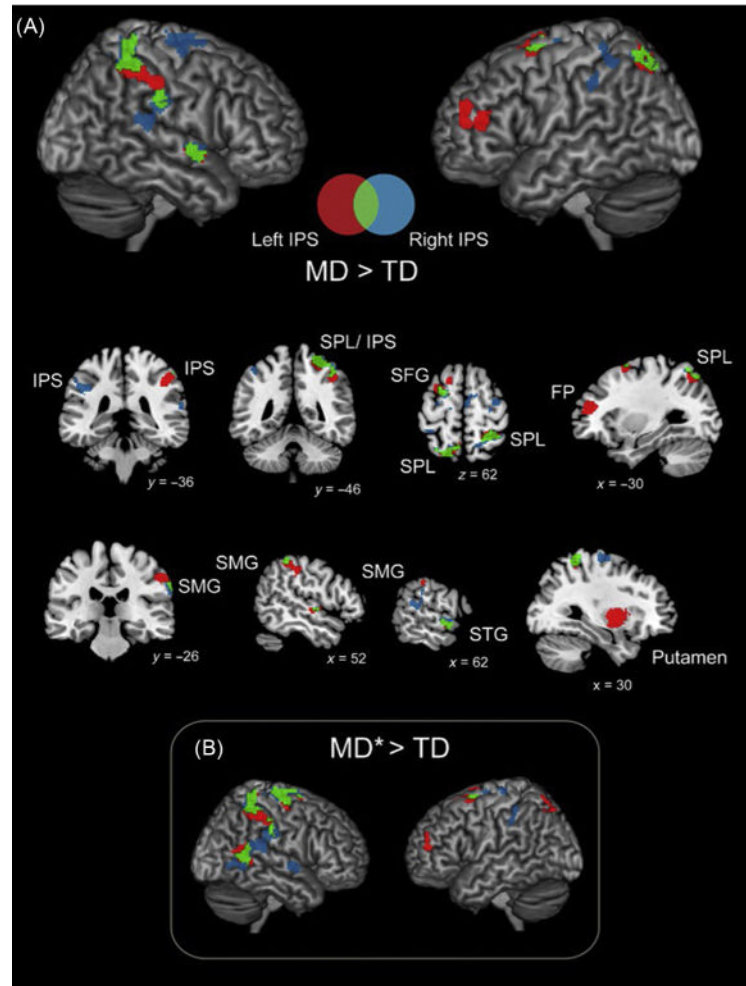 (A)
Left IPS
Right IPS
MD > TD
IPS
IPS
y = –36
SPL/ IPS
y = –46
SFG
SPL
SPL
z = 62
FP
SPL
x = –30
SMG
y = –26
SMG
x = 52
SMG
STG
x = 62
Putamen
x = 30
(B)
MD* > TD